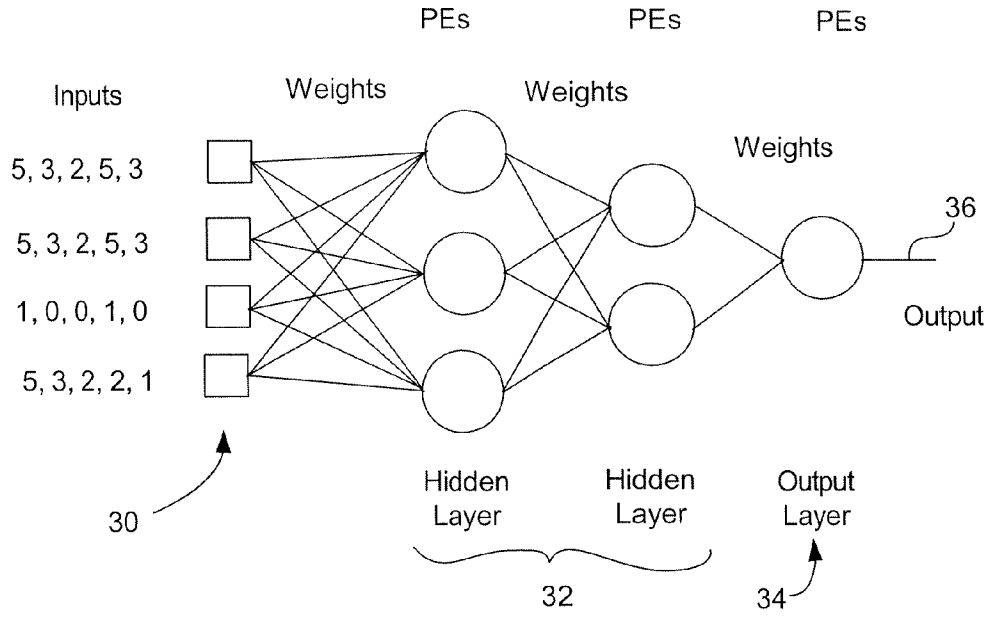 PEs
PEs
PEs
Inputs
Weights
Weights
Weights
5, 3, 2, 5, 3
5, 3, 2, 5, 3
1, 0, 0, 1, 0
5, 3, 2, 2, 1
36
Output
30
Hidden
Layer
Hidden
Layer
Output
Layer
32
34